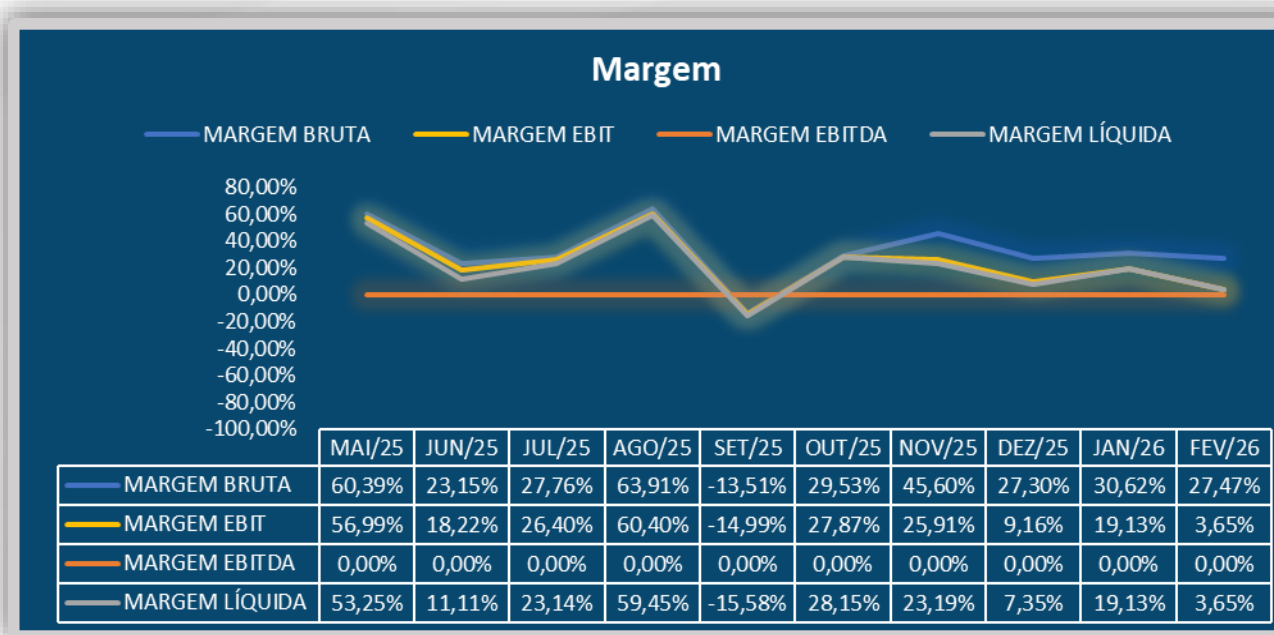 Margem
MARGEM BRUTA MARGEM EBIT MARGEM EBITDA MARGEM LÍQUIDA
80,00%
60,00%
40,00%
20,00%
0,00%
-20,00%
-40,00%
-60,00%
-80,00%
-100,00%
MAI/25 JUN/25 JUL/25 AGO/25 SET/25 OUT/25 NOV/25 DEZ/25 JAN/26 FEV/26
MARGEM BRUTA 60,39% 23,15% 27,76% 63,91% -13,51% 29,53% 45,60% 27,30% 30,62% 27,47%
MARGEM EBIT 56,99% 18,22% 26,40% 60,40% -14,99% 27,87% 25,91% 9,16% 19,13% 3,65%
MARGEM EBITDA 0,00% 0,00% 0,00% 0,00% 0,00% 0,00% 0,00% 0,00% 0,00% 0,00%
MARGEM LÍQUIDA 53,25% 11,11% 23,14% 59,45% -15,58% 28,15% 23,19% 7,35% 19,13% 3,65%